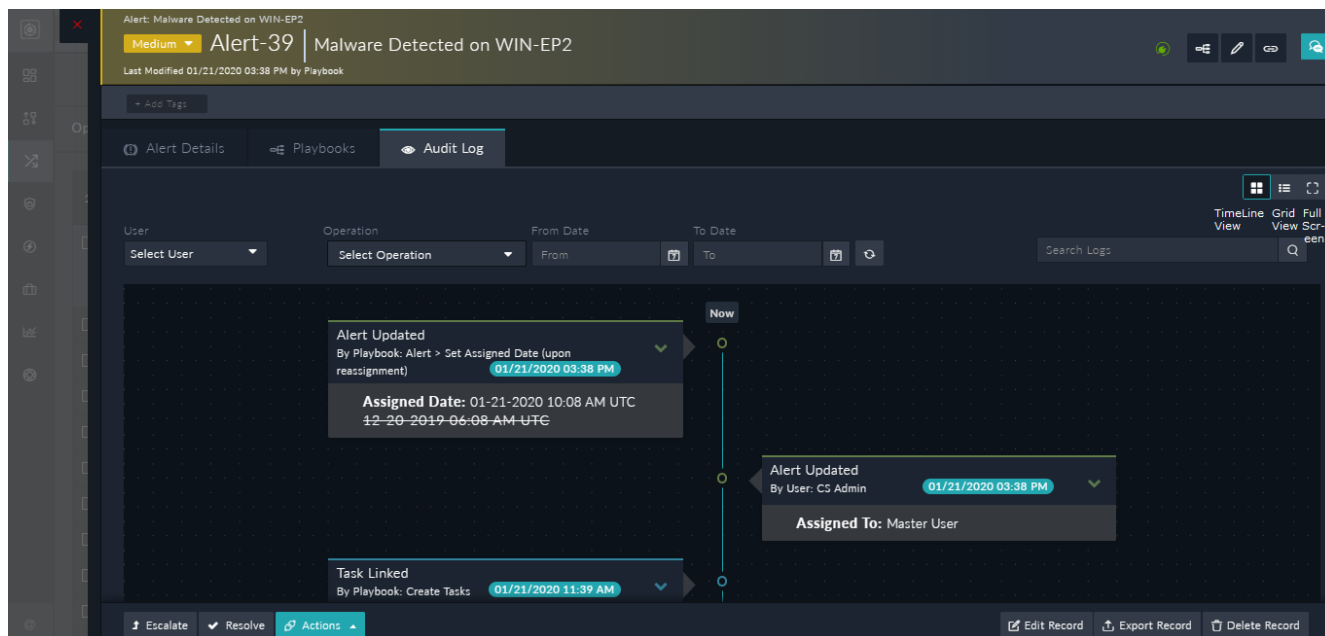 Alert: Malware Detected on WIN-EP2
Medium Alert-39 Malware Detected on WIN-EP2
Last Modified 01/21/2020 03:38 PM by Playbook
+ Add Tags
Op
Alert Details Playbooks Audit Log
TimeLine View
Grid View
Full Scr-een
User
Select User
Operation
Select Operation
From Date
From
To Date
To
Search Logs
Now
Alert Updated
By Playbook: Alert > Set Assigned Date (upon
reassignment) 01/21/2020 03:38 PM
Assigned Date: 01-21-2020 10:08 AM UTC
12-20-2019 06:08 AM UTC
Alert Updated
By User: CS Admin 01/21/2020 03:38 PM
Assigned To: Master User
Task Linked
By Playbook: Create Tasks 01/21/2020 11:39 AM
Escalate Resolve Actions Edit Record Export Record Delete Record